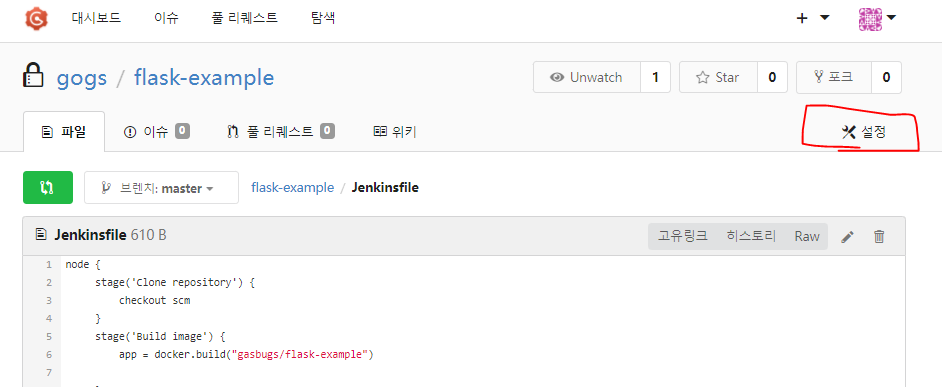 대시보드 이슈 풀 리퀘스트 탐색
gogs / flask-example
Unwatch 1 Star 0 포크 0
파일 이슈 0 풀 리퀘스트 0 위키 설정
브렌치: master flask-example / Jenkinsfile
Jenkinsfile 610 B 고유링크 히스토리 Raw
1 node {
2 stage('Clone repository') {
3 checkout scm
4 }
5 stage('Build image') {
6 app = docker.build("gasbugs/flask-example")
7